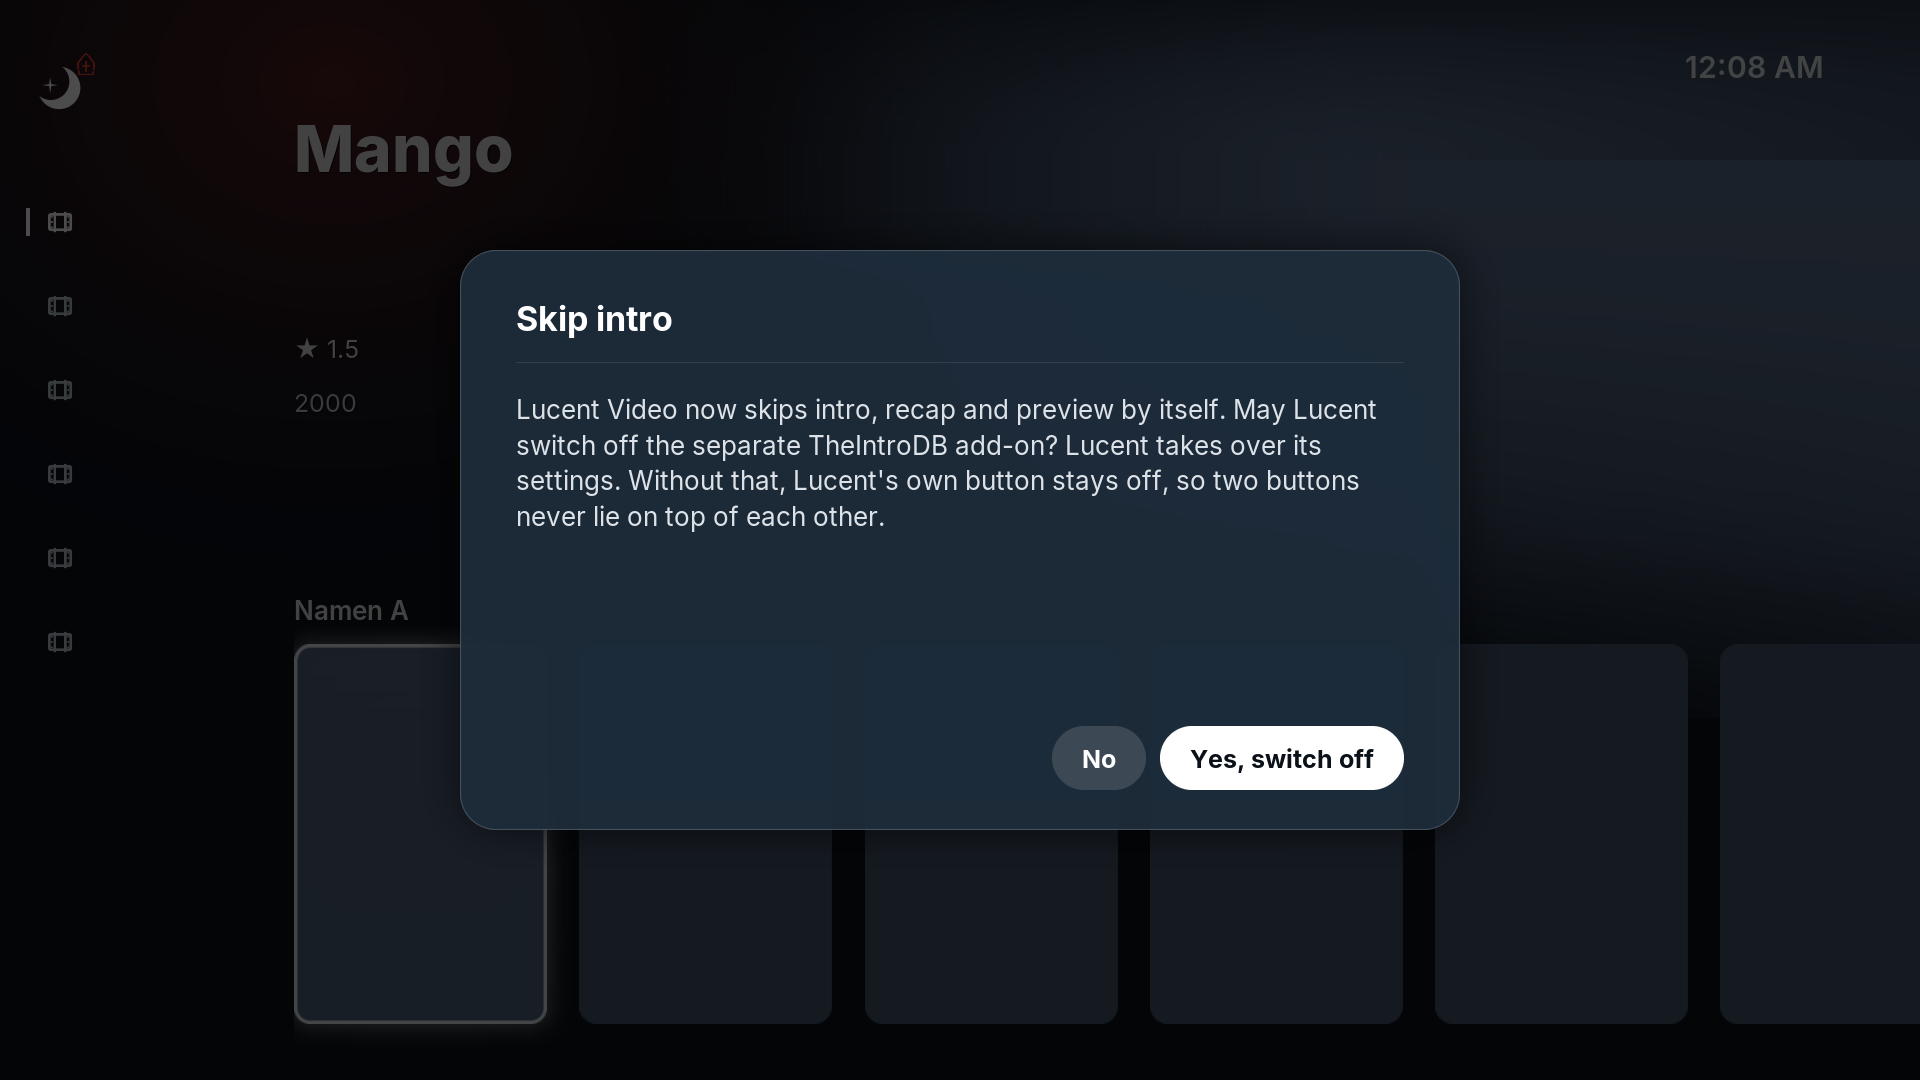 12:08 AM
Mango
★ 1.5
2000
Skip intro
Lucent Video now skips intro, recap and preview by itself. May Lucent
switch off the separate TheIntroDB add-on? Lucent takes over its
settings. Without that, Lucent's own button stays off, so two buttons
never lie on top of each other.
Namen A
No
Yes, switch off